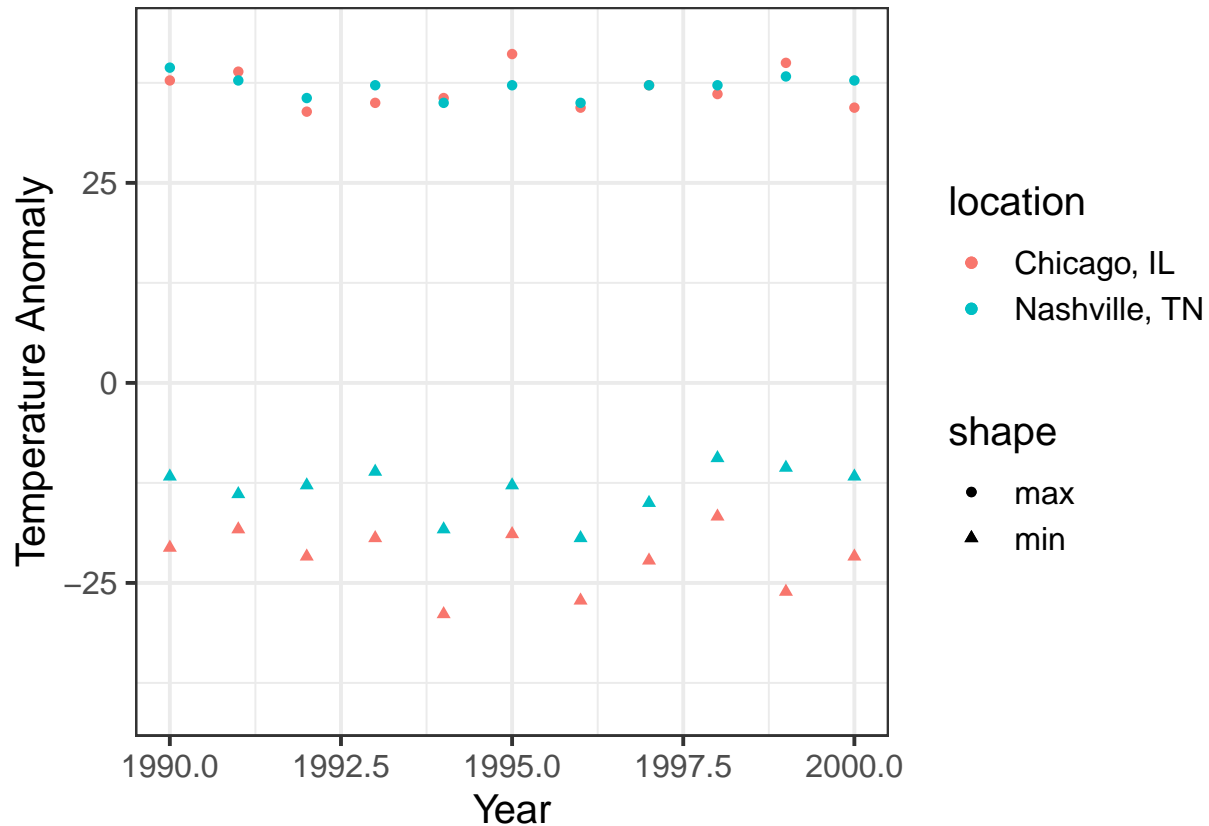 Temperature Anomaly
25
0
−25
1990.0 1992.5 1995.0 1997.5 2000.0
Year
location
Chicago, IL
Nashville, TN
shape
max
min